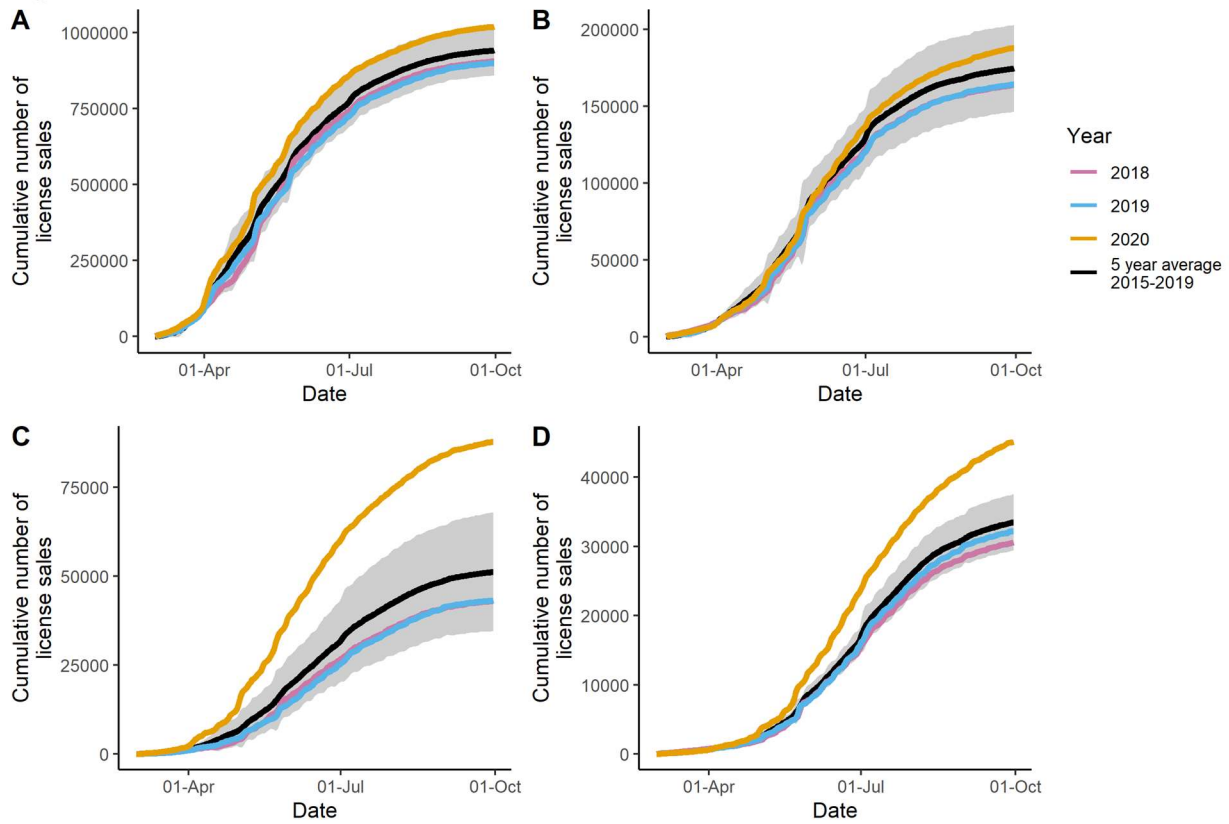 A
Cumulative number of
license sales
1000000
750000
500000
250000
0
01-Apr
01-Jul
01-Oct
Date
B
Cumulative number of
license sales
200000
150000
100000
50000
0
01-Apr
01-Jul
01-Oct
Date
Year
2018
2019
2020
5 year average
2015-2019
C
Cumulative number of
license sales
75000
50000
25000
0
01-Apr
01-Jul
01-Oct
Date
D
Cumulative number of
license sales
40000
30000
20000
10000
0
01-Apr
01-Jul
01-Oct
Date